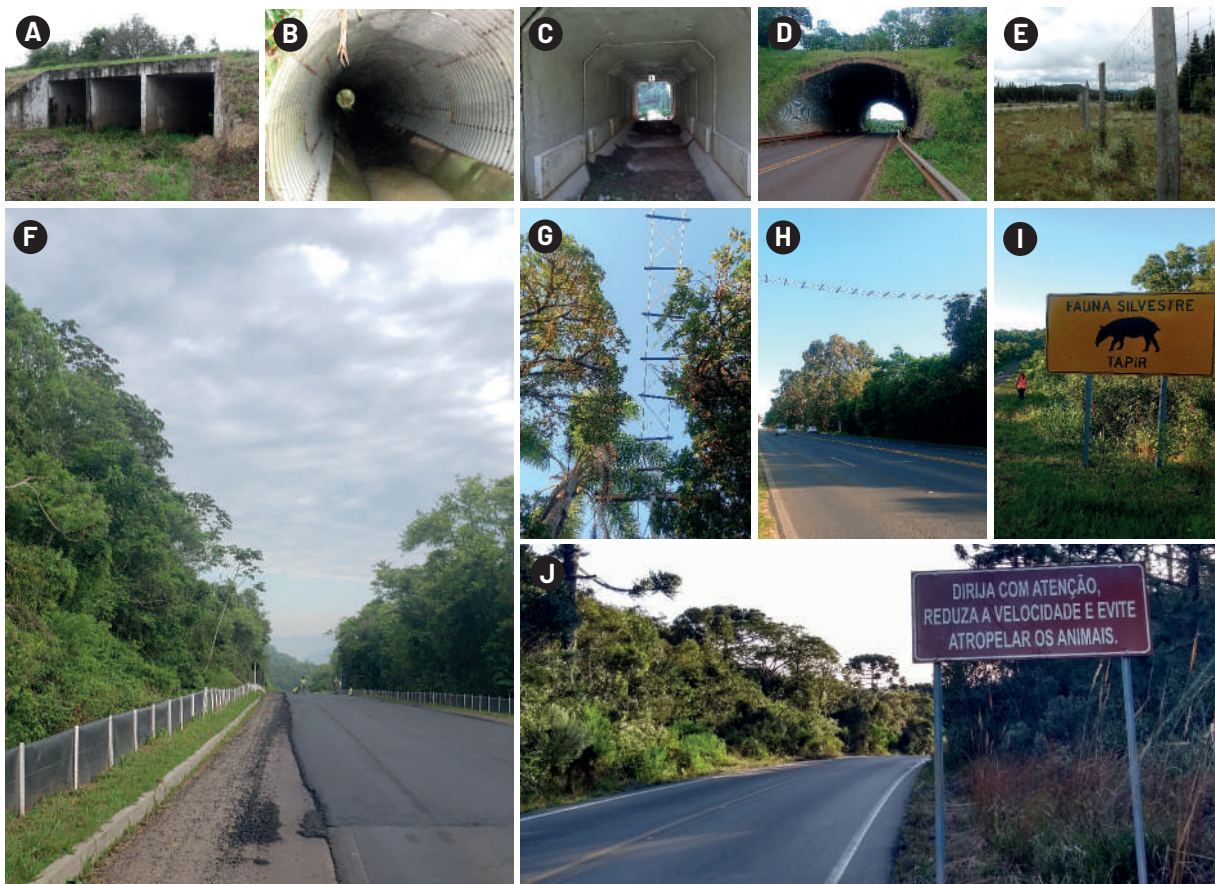 A
B
C
D
E
F
G
H
I
FAUNA SILVESTRE
TAPIR
J
DIRIJA COM ATENÇÃO,
REDUZA A VELOCIDADE E EVITE
ATROPELAR OS ANIMAIS.